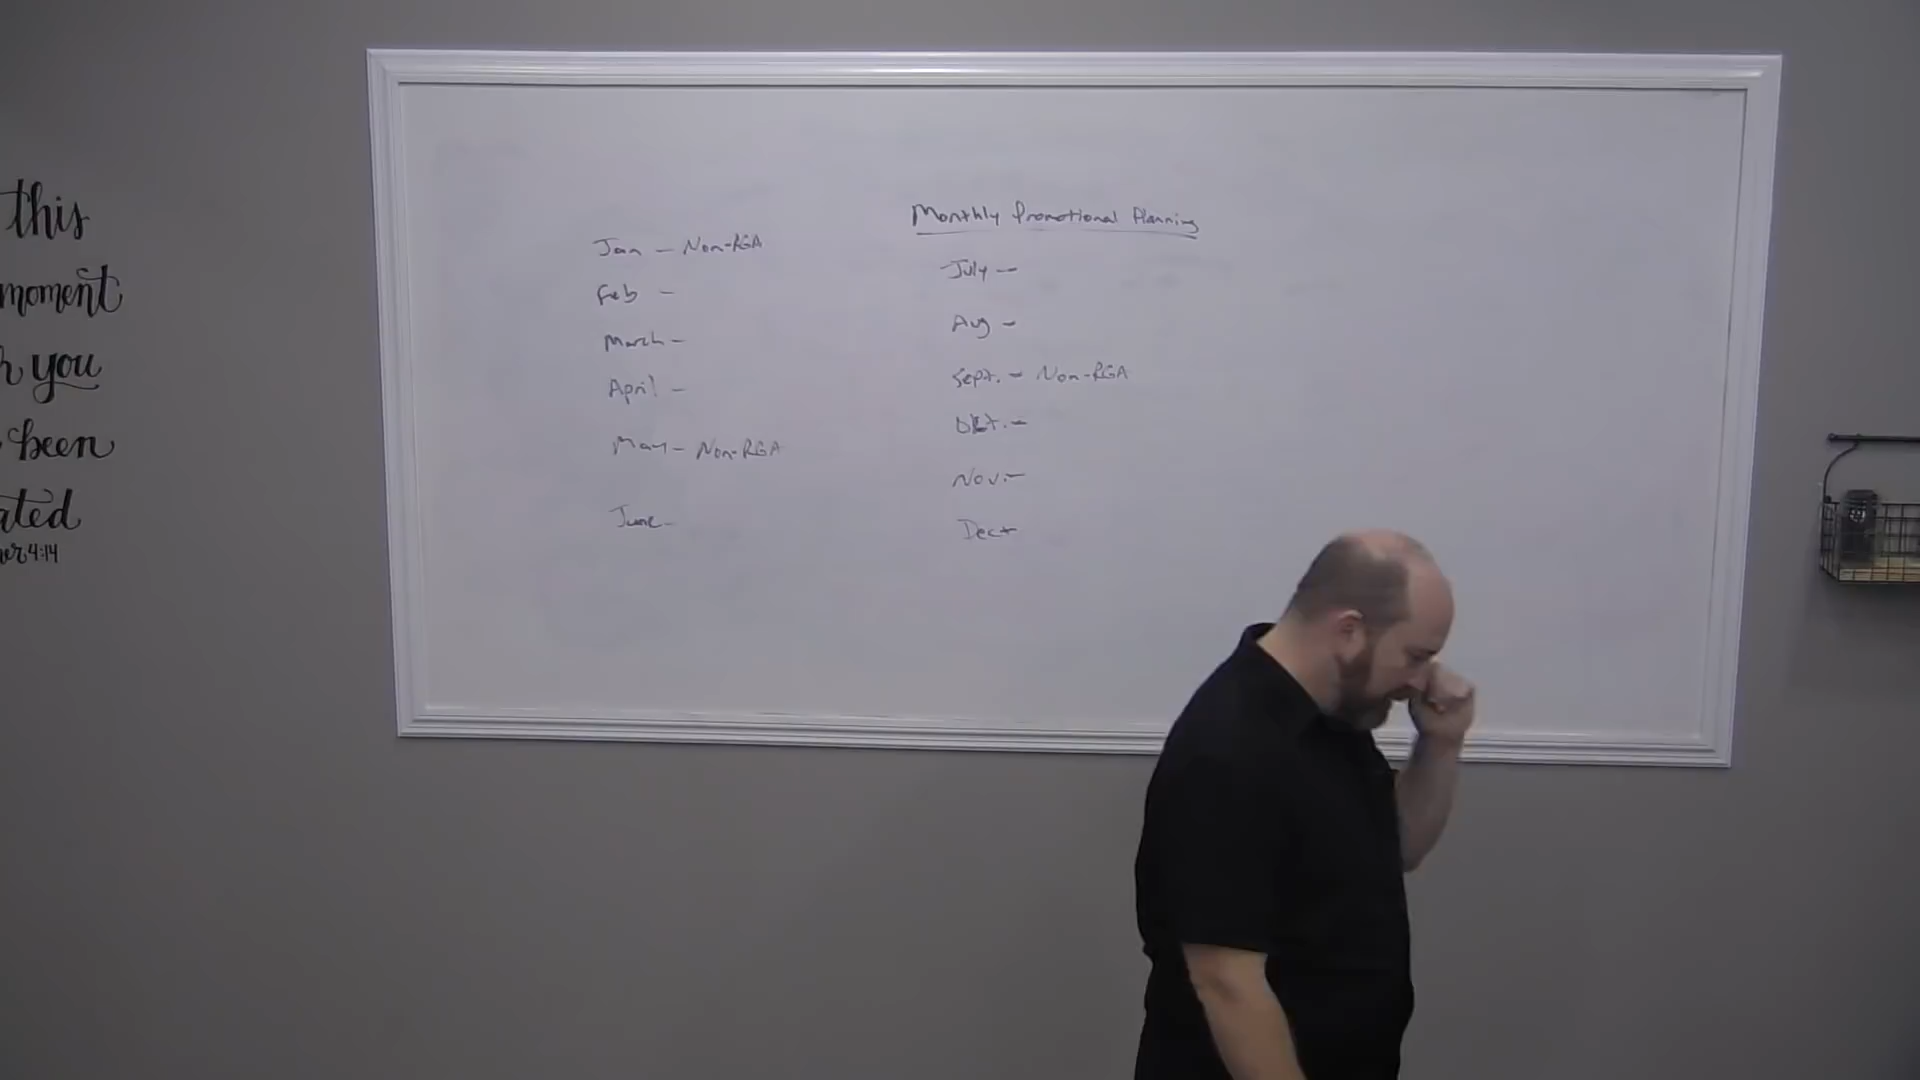 this
moment
you
been
4:14
Monthly Promotional Planning
Jan - Non-RGA
Feb -
March -
April -
May - Non-RGA
June -
July -
Aug -
Sept. - Non-RGA
Oct. -
Nov. -
Dec -